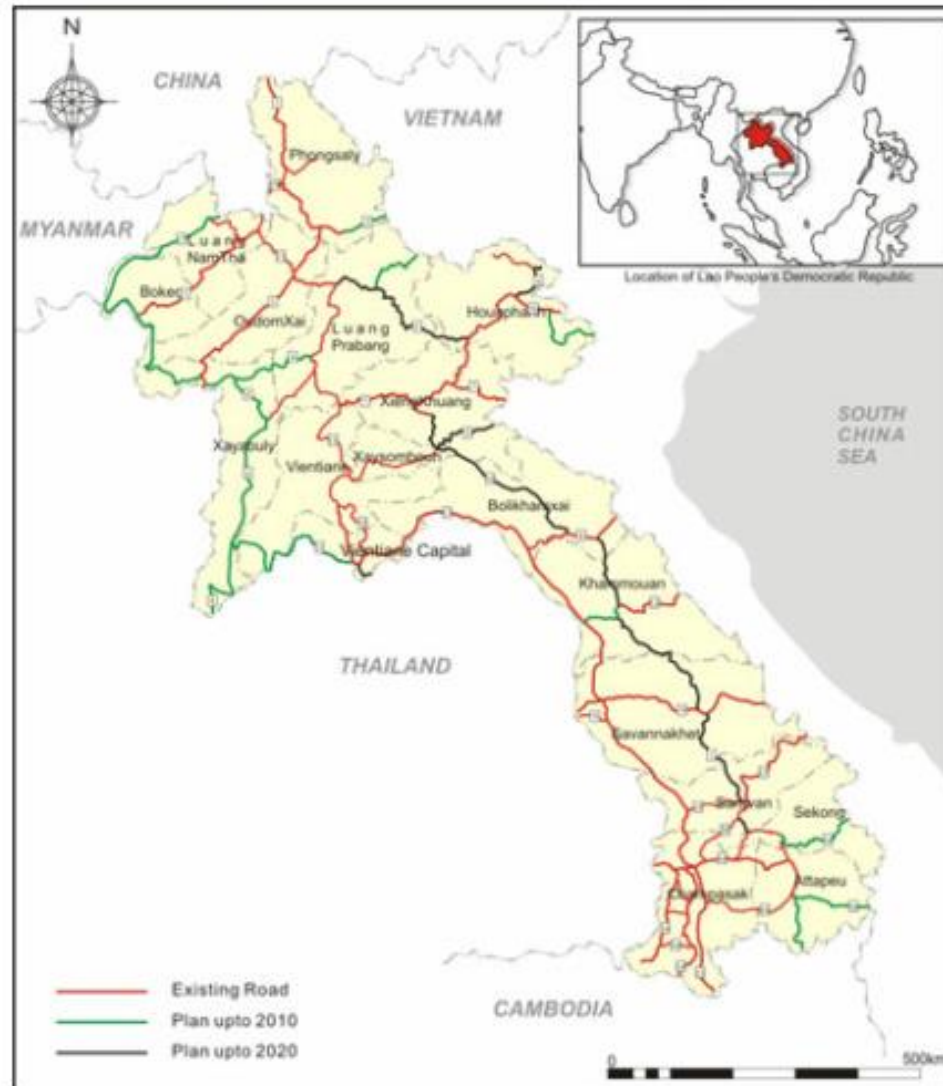 N
CHINA
VIETNAM
MYANMAR
Phongsaly
Luang
NamTha
Bokeo
OudomXai
Luang
Prabang
Location of Lao People's Democratic Republic
SOUTH
CHINA
SEA
XiengKhuang
Xayabuly
Vientiane
Xaysomboun
Bolikhamxai
Vientiane Capital
Khammouan
THAILAND
Savannakhet
Sekong
Attapeu
Champasak
Existing Road
Plan upto 2010
Plan upto 2020
CAMBODIA
0
500km